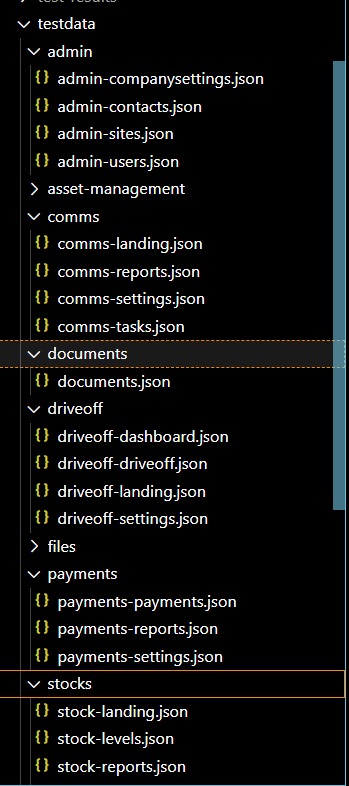 test-results
testdata
admin
{} admin-companysettings.json
{} admin-contacts.json
{} admin-sites.json
{} admin-users.json
asset-management
comms
{} comms-landing.json
{} comms-reports.json
{} comms-settings.json
{} comms-tasks.json
documents
{} documents.json
driveoff
{} driveoff-dashboard.json
{} driveoff-driveoff.json
{} driveoff-landing.json
{} driveoff-settings.json
files
payments
{} payments-payments.json
{} payments-reports.json
{} payments-settings.json
stocks
{} stock-landing.json
{} stock-levels.json
{} stock-reports.json